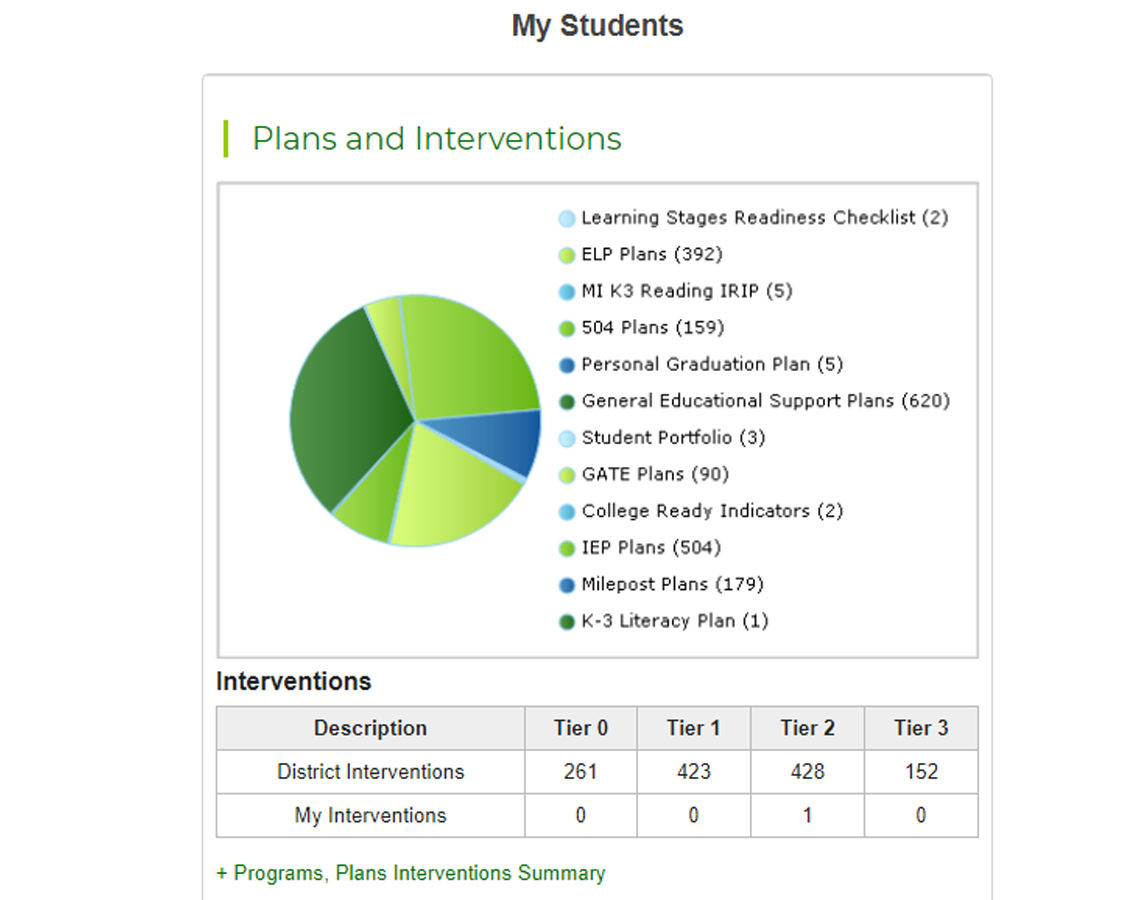 My Students
Plans and Interventions
Learning Stages Readiness Checklist (2)
ELP Plans (392)
MI K3 Reading IRIP (5)
504 Plans (159)
Personal Graduation Plan (5)
General Educational Support Plans (620)
Student Portfolio (3)
GATE Plans (90)
College Ready Indicators (2)
IEP Plans (504)
Milepost Plans (179)
K-3 Literacy Plan (1)
Interventions
Description Tier 0 Tier 1 Tier 2 Tier 3
District Interventions 261 423 428 152
My Interventions 0 0 1 0
+ Programs, Plans Interventions Summary